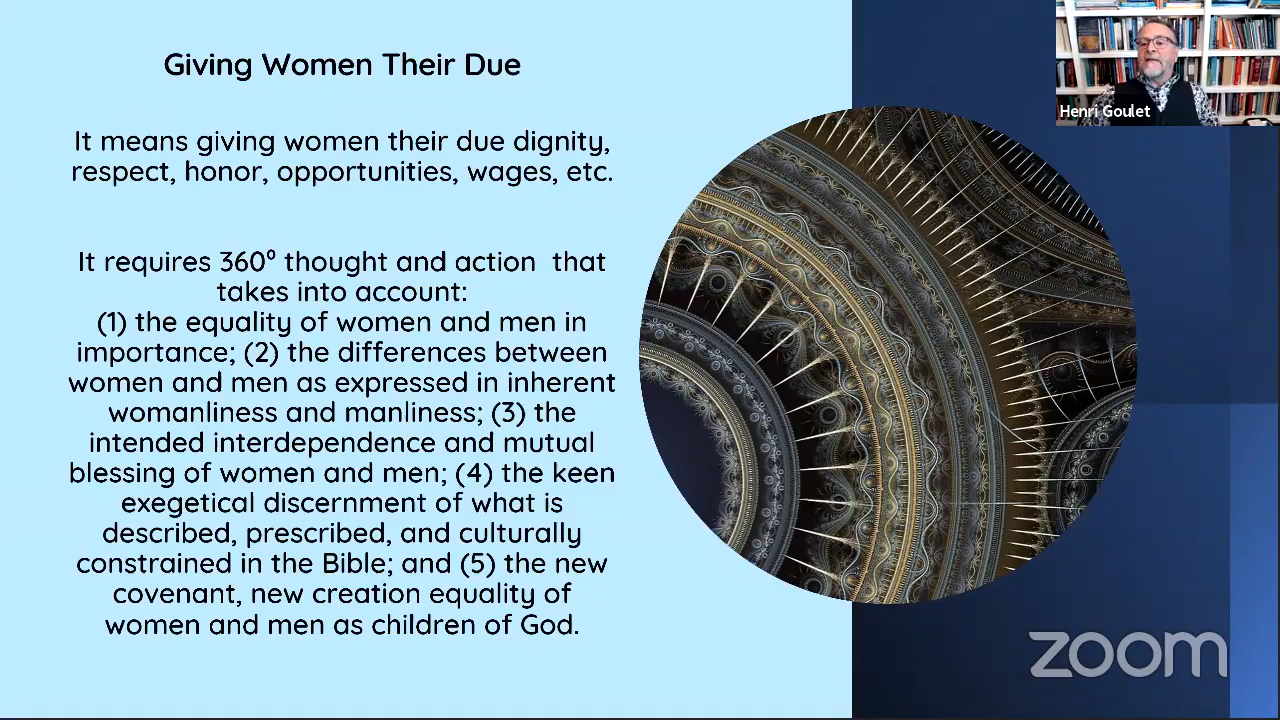 Giving Women Their Due
It means giving women their due dignity,
respect, honor, opportunities, wages, etc.
It requires 360⁰ thought and action  that
takes into account:
(1) the equality of women and men in
importance; (2) the differences between
women and men as expressed in inherent
womanliness and manliness; (3) the
intended interdependence and mutual
blessing of women and men; (4) the keen
exegetical discernment of what is
described, prescribed, and culturally
constrained in the Bible; and (5) the new
covenant, new creation equality of
women and men as children of God.
Henri Goulet
zoom